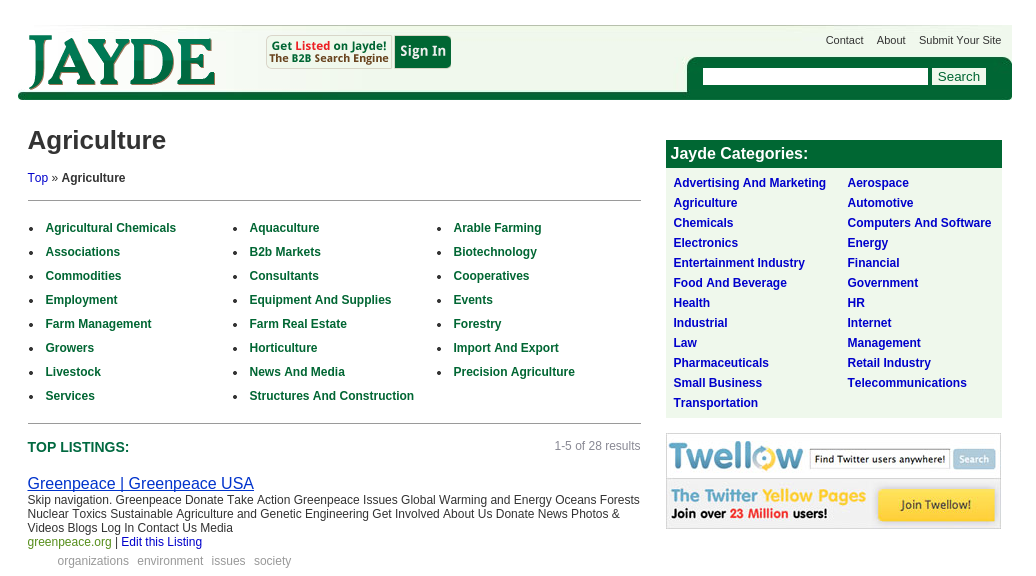 JAYDE
Get Listed on Jayde!
The B2B Search Engine
Sign In
Contact About Submit Your Site
Search
Agriculture
Top » Agriculture
Agricultural Chemicals Aquaculture Arable Farming
Associations B2b Markets Biotechnology
Commodities Consultants Cooperatives
Employment Equipment And Supplies Events
Farm Management Farm Real Estate Forestry
Growers Horticulture Import And Export
Livestock News And Media Precision Agriculture
Services Structures And Construction
TOP LISTINGS: 1-5 of 28 results
Greenpeace | Greenpeace USA
Skip navigation. Greenpeace Donate Take Action Greenpeace Issues Global Warming and Energy Oceans Forests
Nuclear Toxics Sustainable Agriculture and Genetic Engineering Get Involved About Us Donate News Photos &
Videos Blogs Log In Contact Us Media
greenpeace.org | Edit this Listing
organizations environment issues society
Jayde Categories:
Advertising And Marketing Aerospace
Agriculture Automotive
Chemicals Computers And Software
Electronics Energy
Entertainment Industry Financial
Food And Beverage Government
Health HR
Industrial Internet
Law Management
Pharmaceuticals Retail Industry
Small Business Telecommunications
Transportation
Twellow Find Twitter users anywhere! Search
The Twitter Yellow Pages
Join over 23 Million users!
Join Twellow!